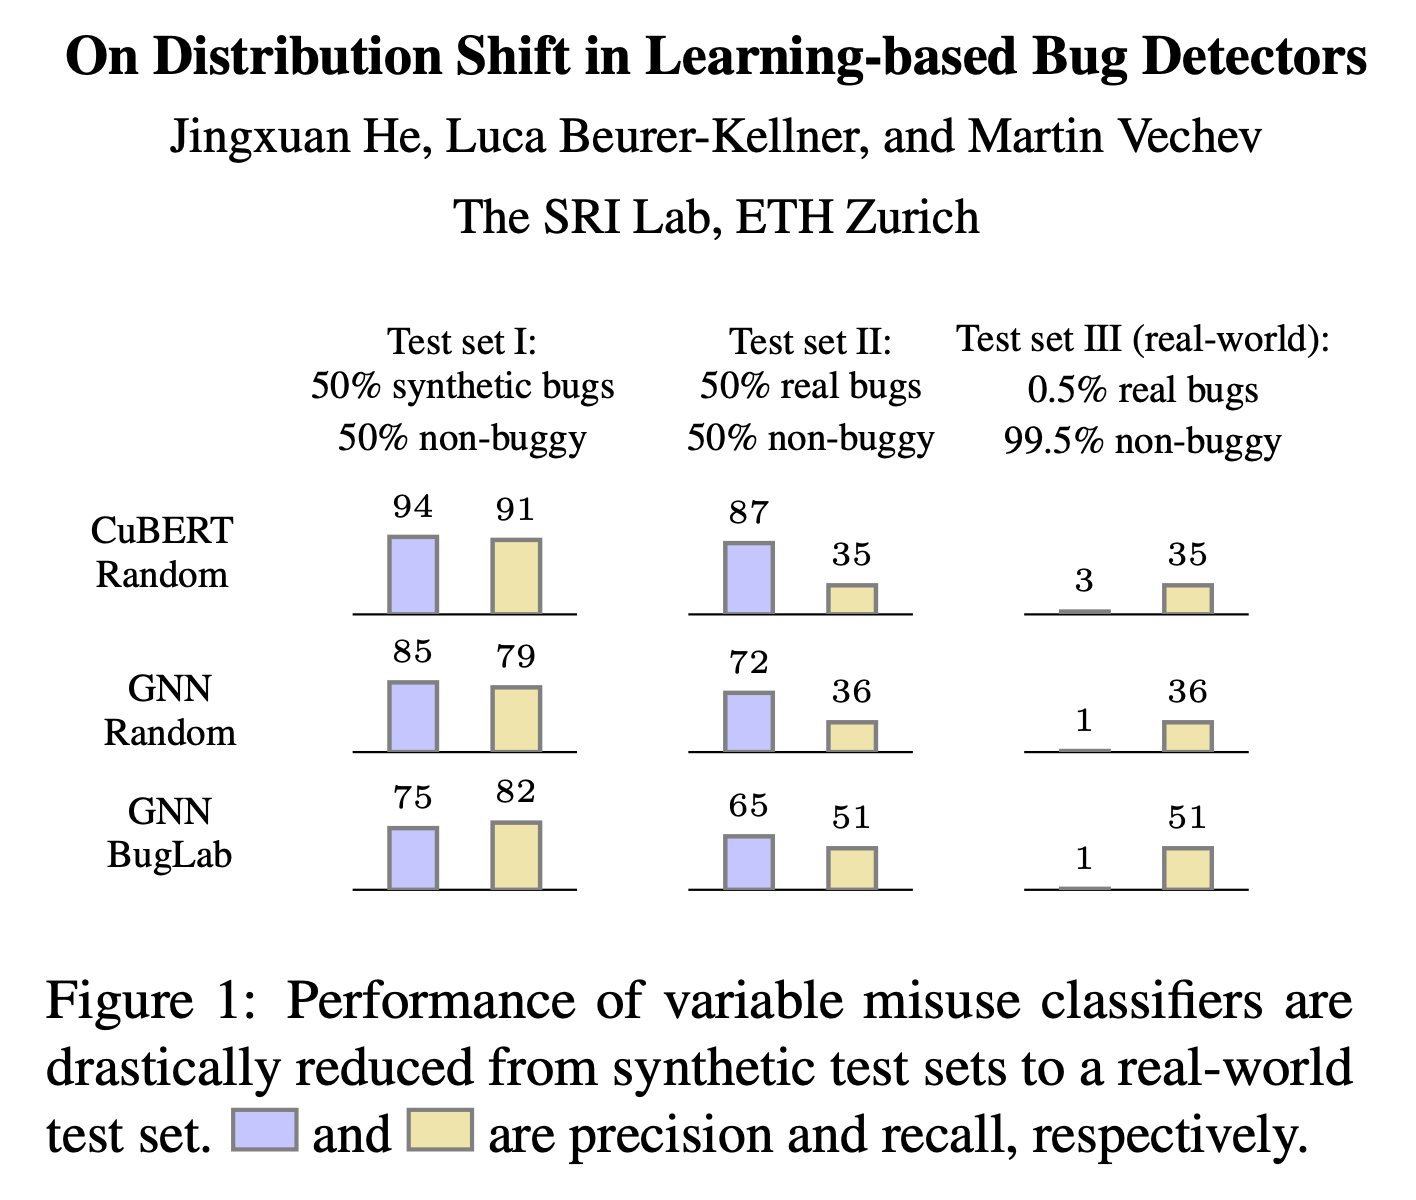 On Distribution Shift in Learning-based Bug Detectors
Jingxuan He, Luca Beurer-Kellner, and Martin Vechev
The SRI Lab, ETH Zurich
Test set I:
50% synthetic bugs
50% non-buggy
Test set II:
50% real bugs
50% non-buggy
Test set III (real-world):
0.5% real bugs
99.5% non-buggy
CuBERT
Random
94 91
87 35
3 35
GNN
Random
85 79
72 36
1 36
GNN
BugLab
75 82
65 51
1 51
Figure 1: Performance of variable misuse classifiers are
drastically reduced from synthetic test sets to a real-world
test set. and are precision and recall, respectively.